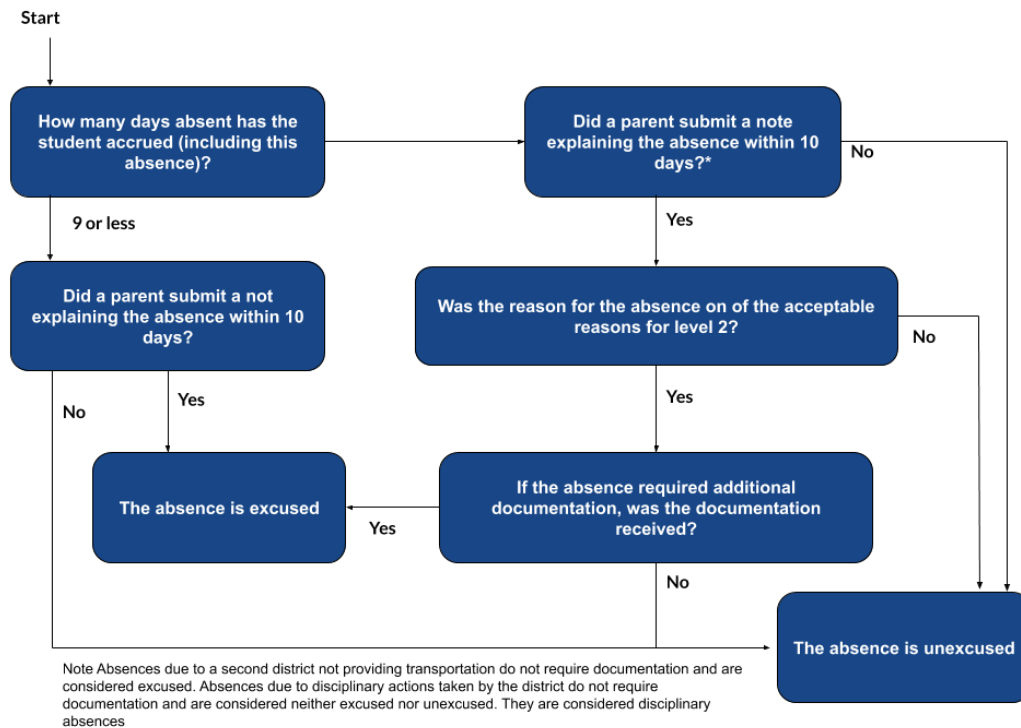 Start
How many days absent has the
student accrued (including this
absence)?
Did a parent submit a note
explaining the absence within 10
days?*
No
9 or less
Yes
Did a parent submit a not
explaining the absence within 10
days?
Was the reason for the absence on of the acceptable
reasons for level 2?
No
Yes
No
Yes
The absence is excused
If the absence required additional
documentation, was the documentation
received?
Yes
No
The absence is unexcused
Note Absences due to a second district not providing transportation do not require documentation and are
considered excused. Absences due to disciplinary actions taken by the district do not require
documentation and are considered neither excused nor unexcused. They are considered disciplinary
absences